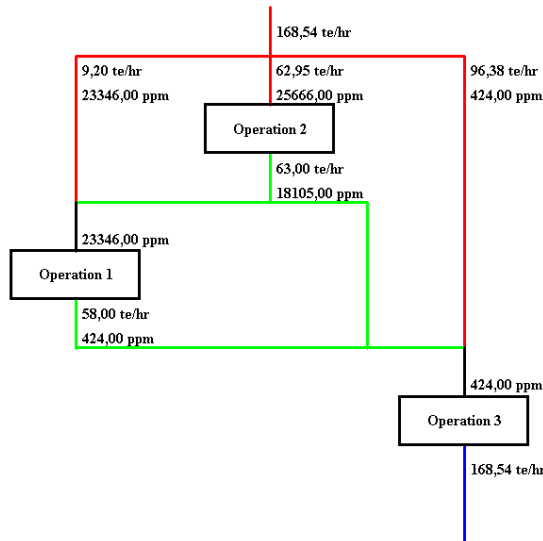 168,54 te/hr
9,20 te/hr
23346,00 ppm
62,95 te/hr
25666,00 ppm
96,38 te/hr
424,00 ppm
Operation 2
63,00 te/hr
18105,00 ppm
23346,00 ppm
Operation 1
58,00 te/hr
424,00 ppm
424,00 ppm
Operation 3
168,54 te/hr